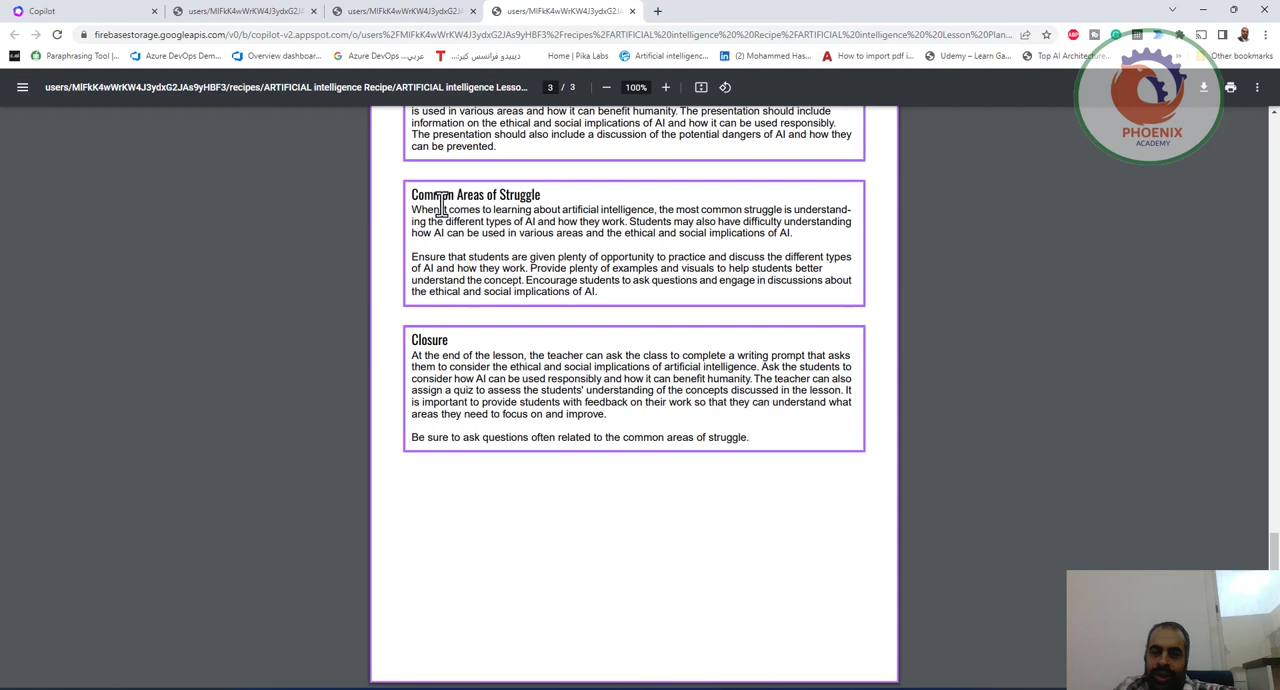 Copilot
users/MlFkK4wWrKW4J3ydxG2JAs9yHBF3
users/MlFkK4wWrKW4J3ydxG2JAs9yHBF3
users/MlFkK4wWrKW4J3ydxG2JAs9yHBF3
firebasestorage.googleapis.com/v0/b/copilot-v2.appspot.com/o/users%2FMlFkK4wWrKW4J3ydxG2JAs9yHBF3%2Frecipes%2FARTIFICIAL%20intelligence%20%20Recipe%2FARTIFICIAL%20intelligence%20%20Lesson%20Plan...
Paraphrasing Tool |...
Azure DevOps Dem...
Overview dashboar...
Azure DevOps عربي...
ديبيدو فرانسس كيرز...
Home | Pika Labs
Artificial intelligenc...
(2) Mohammed Has...
How to import pdf i...
Udemy – Learn Ga...
Top AI Architecture...
Other bookmarks
users/MlFkK4wWrKW4J3ydxG2JAs9yHBF3/recipes/ARTIFICIAL intelligence Recipe/ARTIFICIAL intelligence Lesso...
3 / 3
100%
PHOENIX
ACADEMY
is used in various areas and how it can benefit humanity. The presentation should include
information on the ethical and social implications of AI and how it can be used responsibly.
The presentation should also include a discussion of the potential dangers of AI and how they
can be prevented.
Common Areas of Struggle
When it comes to learning about artificial intelligence, the most common struggle is understand-
ing the different types of AI and how they work. Students may also have difficulty understanding
how AI can be used in various areas and the ethical and social implications of AI.
Ensure that students are given plenty of opportunity to practice and discuss the different types
of AI and how they work. Provide plenty of examples and visuals to help students better
understand the concept. Encourage students to ask questions and engage in discussions about
the ethical and social implications of AI.
Closure
At the end of the lesson, the teacher can ask the class to complete a writing prompt that asks
them to consider the ethical and social implications of artificial intelligence. Ask the students to
consider how AI can be used responsibly and how it can benefit humanity. The teacher can also
assign a quiz to assess the students' understanding of the concepts discussed in the lesson. It
is important to provide students with feedback on their work so that they can understand what
areas they need to focus on and improve.
Be sure to ask questions often related to the common areas of struggle.